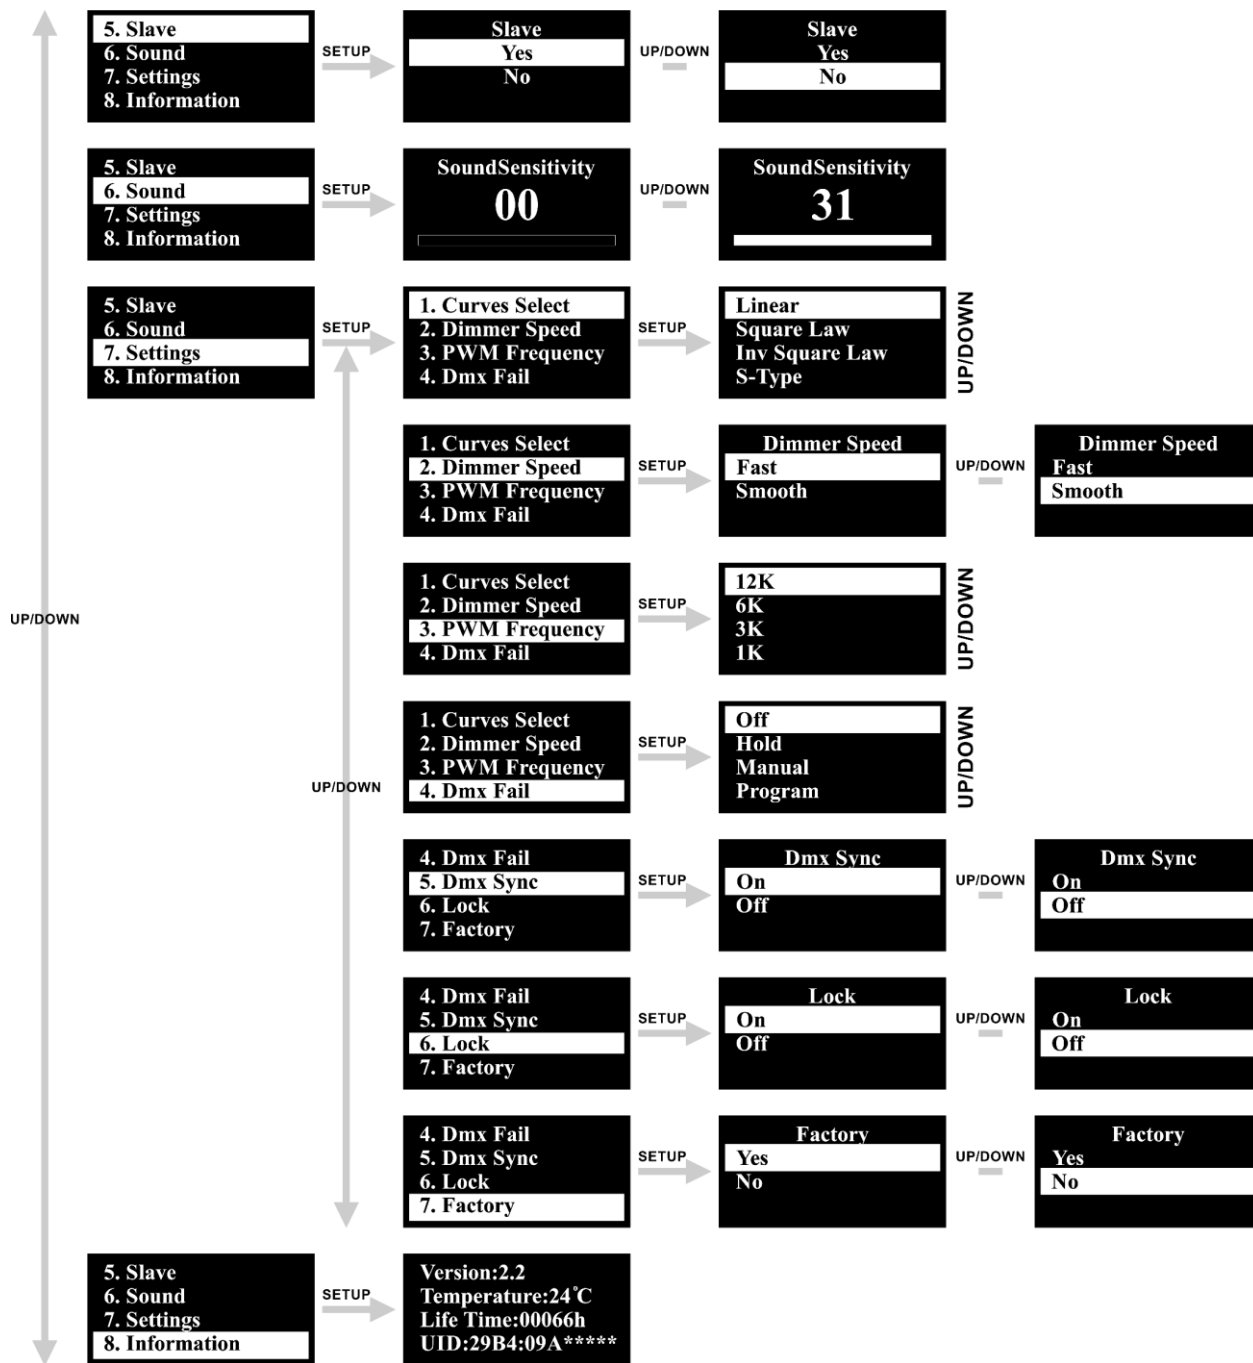 5. Slave
6. Sound
7. Settings
8. Information
SETUP
Slave
Yes
No
UP/DOWN
Slave
Yes
No
5. Slave
6. Sound
7. Settings
8. Information
SETUP
SoundSensitivity
00
UP/DOWN
SoundSensitivity
31
5. Slave
6. Sound
7. Settings
8. Information
SETUP
1. Curves Select
2. Dimmer Speed
3. PWM Frequency
4. Dmx Fail
SETUP
Linear
Square Law
Inv Square Law
S-Type
UP/DOWN
1. Curves Select
2. Dimmer Speed
3. PWM Frequency
4. Dmx Fail
SETUP
Dimmer Speed
Fast
Smooth
UP/DOWN
Dimmer Speed
Fast
Smooth
UP/DOWN
1. Curves Select
2. Dimmer Speed
3. PWM Frequency
4. Dmx Fail
SETUP
12K
6K
3K
1K
UP/DOWN
UP/DOWN
1. Curves Select
2. Dimmer Speed
3. PWM Frequency
4. Dmx Fail
SETUP
Off
Hold
Manual
Program
UP/DOWN
4. Dmx Fail
5. Dmx Sync
6. Lock
7. Factory
SETUP
Dmx Sync
On
Off
UP/DOWN
Dmx Sync
On
Off
4. Dmx Fail
5. Dmx Sync
6. Lock
7. Factory
SETUP
Lock
On
Off
UP/DOWN
Lock
On
Off
4. Dmx Fail
5. Dmx Sync
6. Lock
7. Factory
SETUP
Factory
Yes
No
UP/DOWN
Factory
Yes
No
5. Slave
6. Sound
7. Settings
8. Information
SETUP
Version:2.2
Temperature:24℃
Life Time:00066h
UID:29B4:09A*****